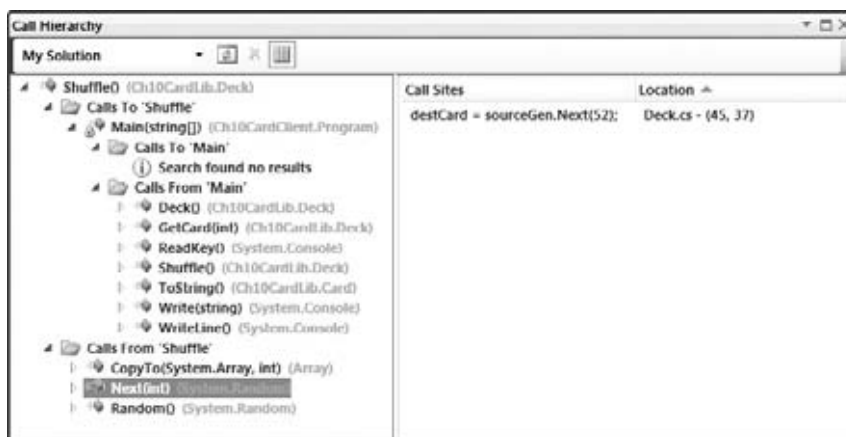 Call Hierarchy
My Solution
Shuffle() (Ch10CardLib.Deck)
Calls To 'Shuffle'
Main(string[]) (Ch10CardClient.Program)
Calls To 'Main'
Search found no results
Calls From 'Main'
Deck() (Ch10CardLib.Deck)
GetCard(int) (Ch10CardLib.Deck)
ReadKey() (System.Console)
Shuffle() (Ch10CardLib.Deck)
ToString() (Ch10CardLib.Card)
Write(string) (System.Console)
WriteLine() (System.Console)
Calls From 'Shuffle'
CopyTo(System.Array, int) (Array)
Next(int) (System.Random)
Random() (System.Random)
Call Sites Location
destCard = sourceGen.Next(52); Deck.cs - (45, 37)